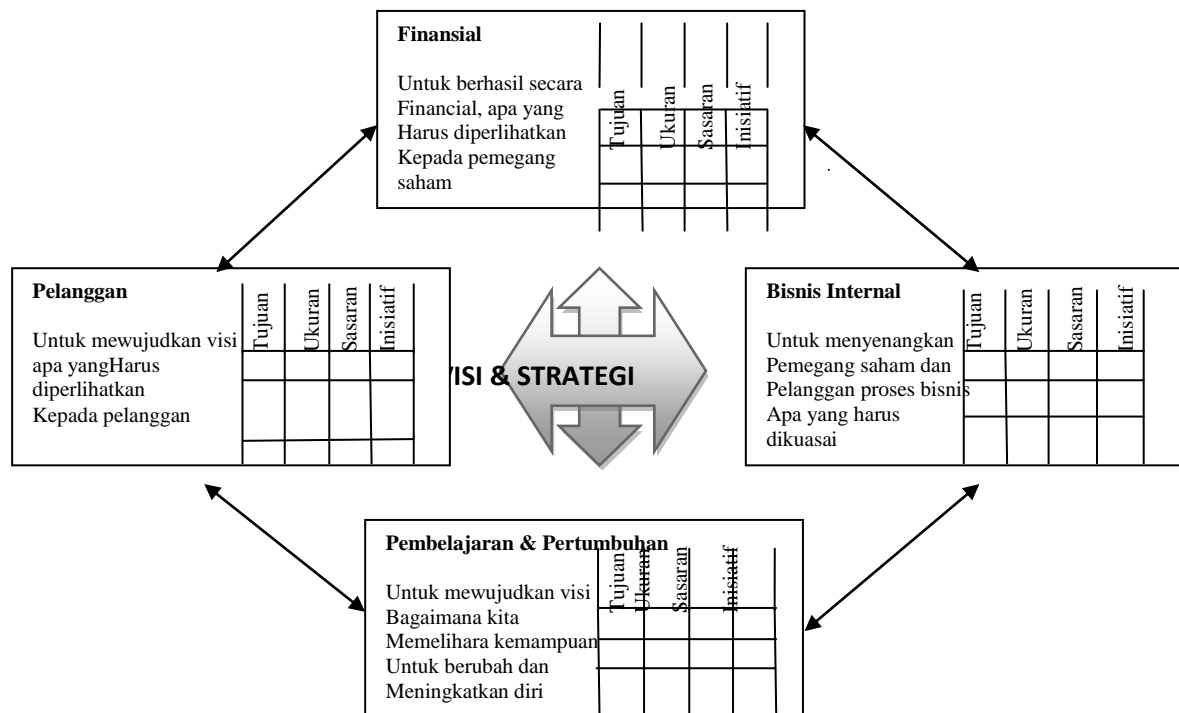 Finansial
Untuk berhasil secara
Financial, apa yang
Harus diperlihatkan
Kepada pemegang
saham
Tujuan
Ukuran
Sasaran
Inisiatif
.
Pelanggan
Untuk mewujudkan visi
apa yangHarus
diperlihatkan
Kepada pelanggan
Tujuan
Ukuran
Sasaran
Inisiatif
VISI & STRATEGI
Bisnis Internal
Untuk menyenangkan
Pemegang saham dan
Pelanggan proses bisnis
Apa yang harus
dikuasai
Tujuan
Ukuran
Sasaran
Inisiatif
Pembelajaran & Pertumbuhan
Untuk mewujudkan visi
Bagaimana kita
Memelihara kemampuan
Untuk berubah dan
Meningkatkan diri
Tujuan
Ukuran
Sasaran
Inisiatif